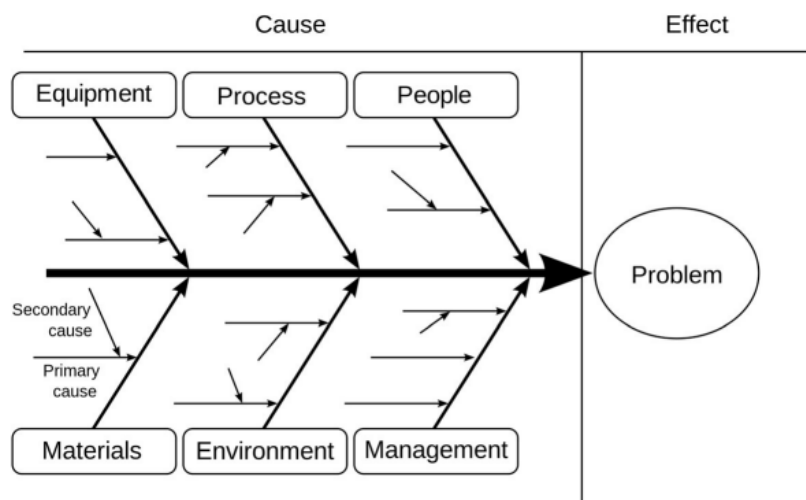 Cause
Effect
Equipment
Process
People
Problem
Secondary
cause
Primary
cause
Materials
Environment
Management